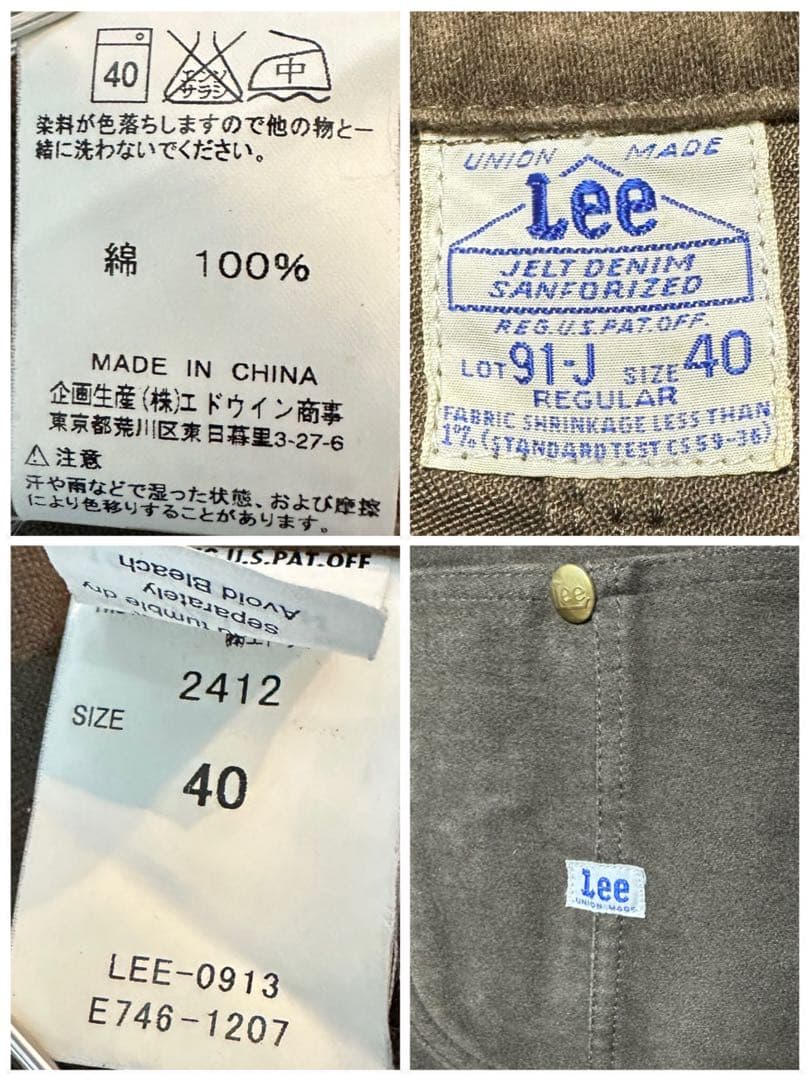 40
エンソ
サラシ
中
染料が色落ちしますので他の物と一
緒に洗わないでください。
綿 100%
MADE IN CHINA
企画生産(株)エドウイン商事
東京都荒川区東日暮里3-27-6
⚠注意
汗や雨などで湿った状態、および摩擦
により色移りすることがあります。
UNION MADE
Lee
JELT DENIM
SANFORIZED
REG.U.S.PAT.OFF.
LOT 91-J SIZE 40
REGULAR
FABRIC SHRINKAGE LESS THAN
1%(STANDARD TEST CS59-36)
U.S.PAT.OFF
Avoid Bleach
separately
tumble dry
2412
SIZE
40
LEE-0913
E746-1207
Lee
Lee
UNION MADE